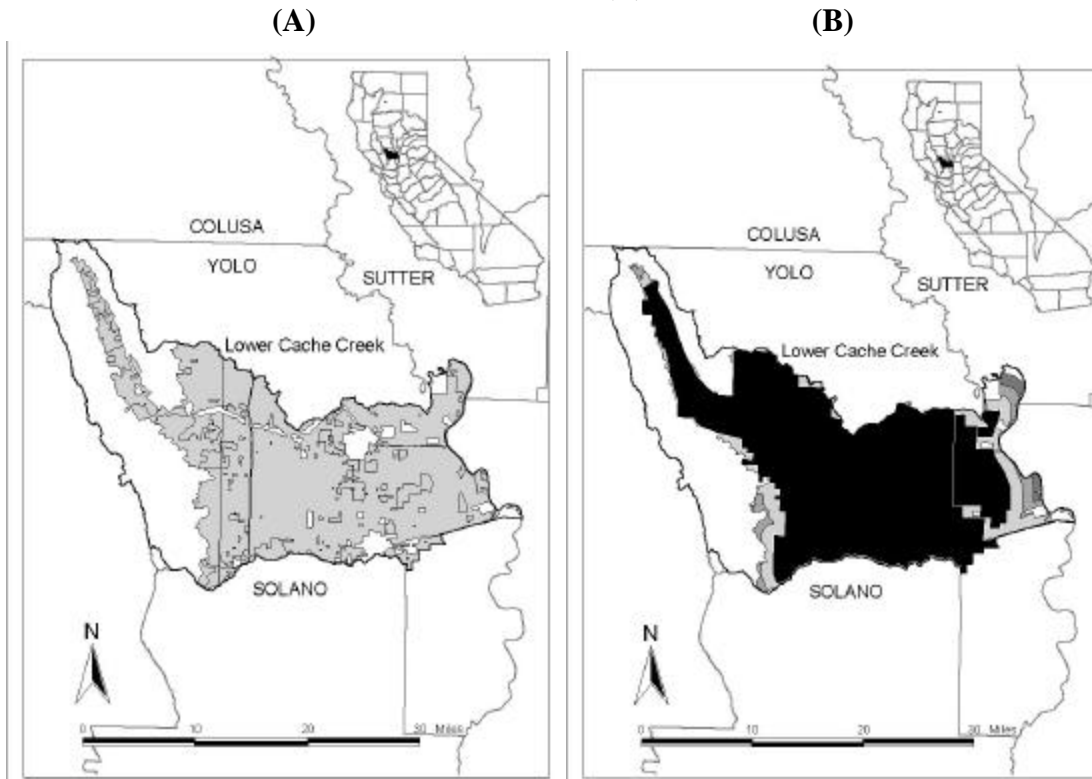 (A)
COLUSA
YOLO
SUTTER
Lower Cache Creek
SOLANO
N
0 10 20 30 Miles
(B)
COLUSA
YOLO
SUTTER
Lower Cache Creek
SOLANO
N
0 10 20 30 Miles